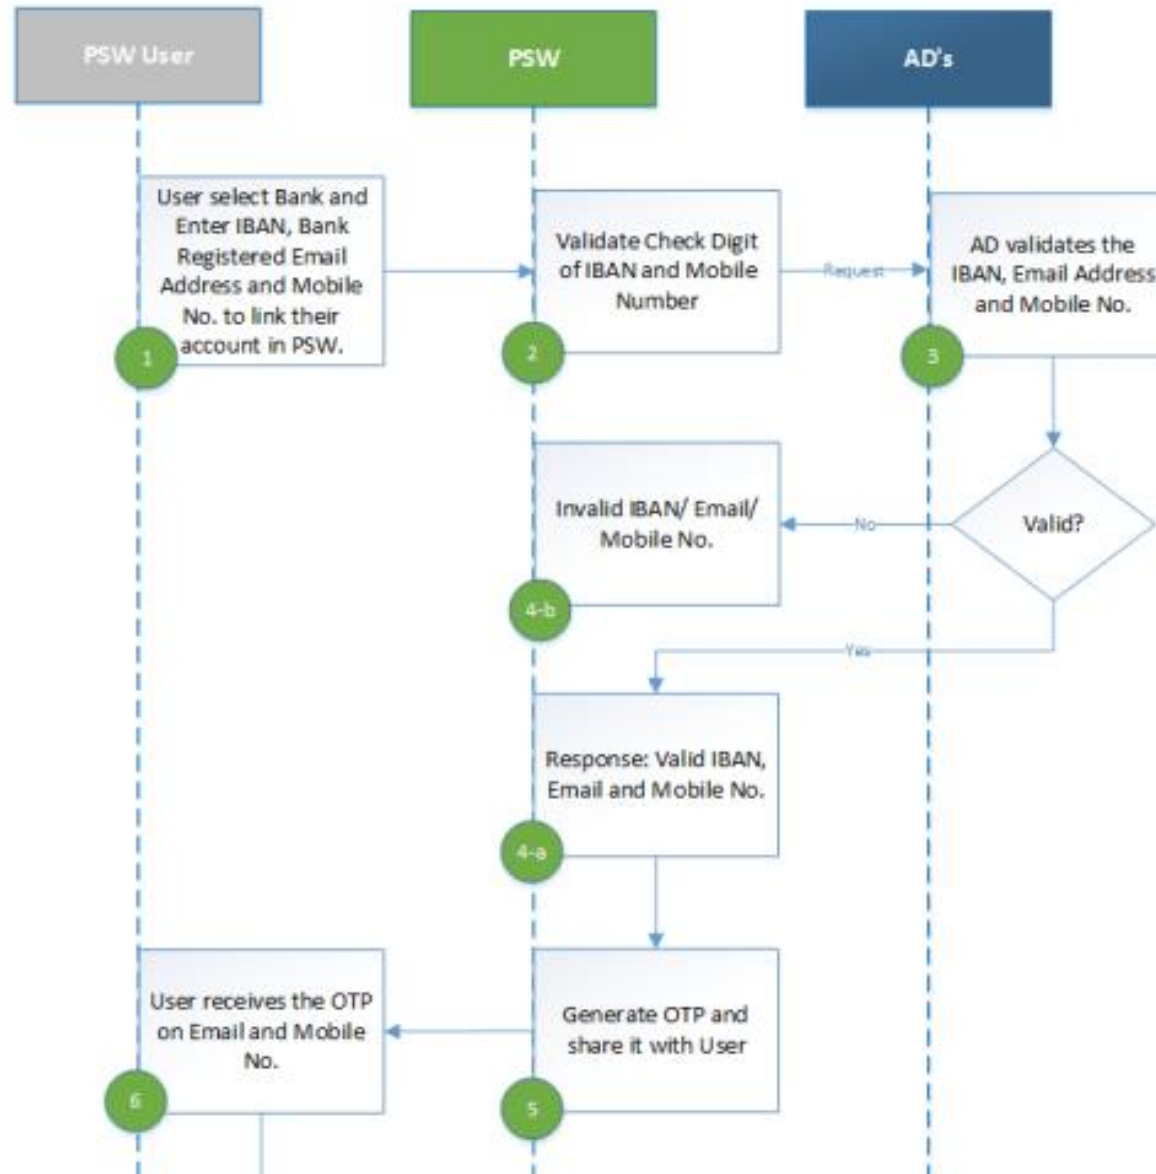 PSW User
PSW
AD's
User select Bank and
Enter IBAN, Bank
Registered Email
Address and Mobile
No. to link their
account in PSW.
1
Validate Check Digit
of IBAN and Mobile
Number
2
Request
AD validates the
IBAN, Email Address
and Mobile No.
3
Valid?
No
Invalid IBAN/ Email/
Mobile No.
4-b
Yes
Response: Valid IBAN,
Email and Mobile No.
4-a
Generate OTP and
share it with User
5
User receives the OTP
on Email and Mobile
No.
6